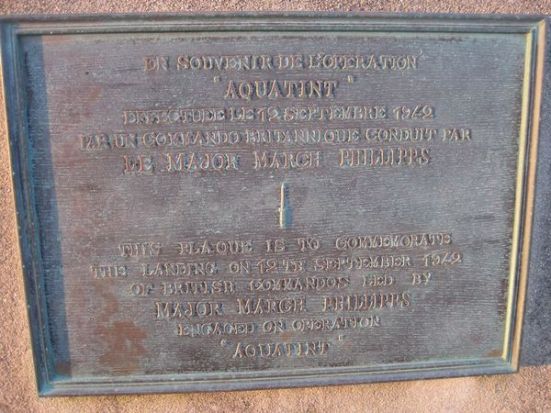 EN SOUVENIR DE L'OPERATION
"AQUATINT"
EFFECTUEE LE 12 SEPTEMBRE 1942
PAR UN COMMANDO BRITANNIQUE CONDUIT PAR
LE MAJOR MARCH PHILLIPPS
THIS PLAQUE IS TO COMMEMORATE
THE LANDING ON 12TH SEPTEMBER 1942
OF BRITISH COMMANDOS LED BY
MAJOR MARCH PHILLIPPS
ENGAGED ON OPERATION
"AQUATINT"